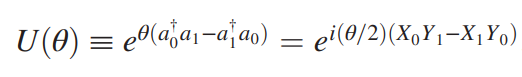 U(θ) ≡ e^{θ(a_0^† a_1 − a_1^† a_0)} = e^{i(θ/2)(X_0 Y_1 − X_1 Y_0)}